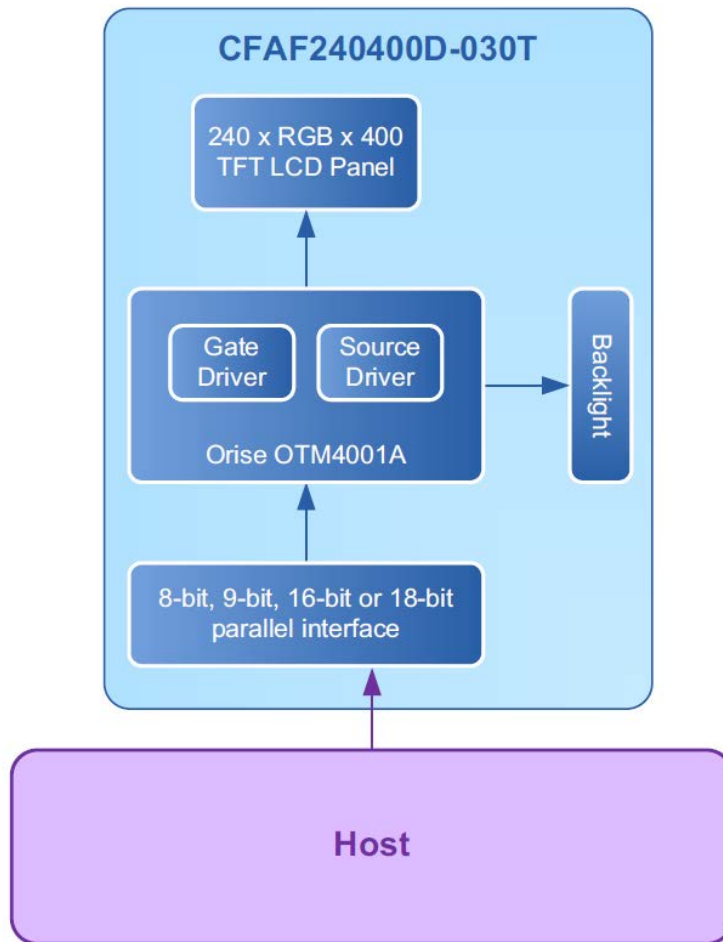 CFAF240400D-030T
240 x RGB x 400
TFT LCD Panel
Gate
Driver
Source
Driver
Orise OTM4001A
Backlight
8-bit, 9-bit, 16-bit or 18-bit
parallel interface
Host